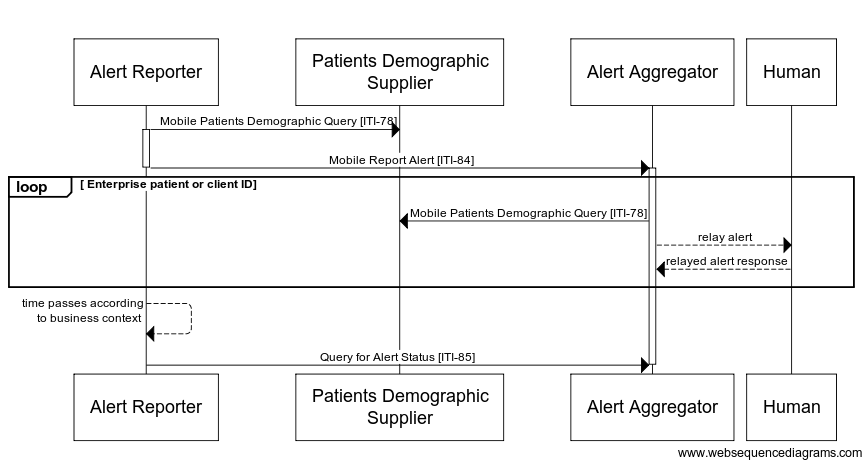 Alert Reporter
Patients Demographic
Supplier
Alert Aggregator
Human
Mobile Patients Demographic Query [ITI-78]
Mobile Report Alert [ITI-84]
loop
[ Enterprise patient or client ID]
Mobile Patients Demographic Query [ITI-78]
relay alert
relayed alert response
time passes according
to business context
Query for Alert Status [ITI-85]
Alert Reporter
Patients Demographic
Supplier
Alert Aggregator
Human
www.websequencediagrams.com